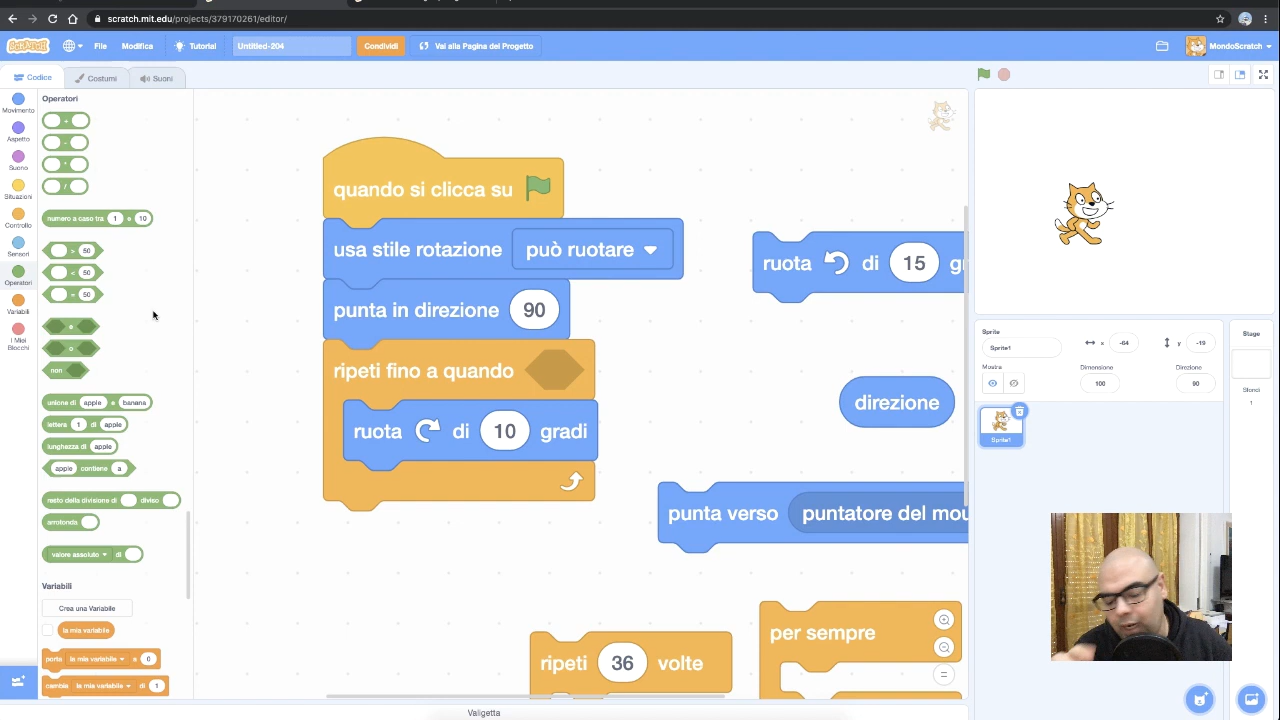 scratch.mit.edu/projects/379170261/editor/
SCRATCH
File
Modifica
Tutorial
Untitled-204
Condividi
Vai alla Pagina del Progetto
MondoScratch
Codice
Costumi
Suoni
Movimento
Aspetto
Suono
Situazioni
Controllo
Sensori
Operatori
Variabili
I Miei Blocchi
Operatori
+
-
*
/
numero a caso tra 1 e 10
> 50
< 50
= 50
e
o
non
unione di apple e banana
lettera 1 di apple
lunghezza di apple
apple contiene a
resto della divisione di diviso
arrotonda
valore assoluto di
Variabili
Crea una Variabile
la mia variabile
porta la mia variabile a 0
cambia la mia variabile di 1
quando si clicca su
usa stile rotazione può ruotare
punta in direzione 90
ripeti fino a quando
ruota di 10 gradi
ruota di 15 gr
direzione
punta verso puntatore del mou
ripeti 36 volte
per sempre
Valigetta
Sprite
Sprite1
x -64
y -19
Mostra
Dimensione
100
Direzione
90
Sprite1
Stage
Sfondi
1